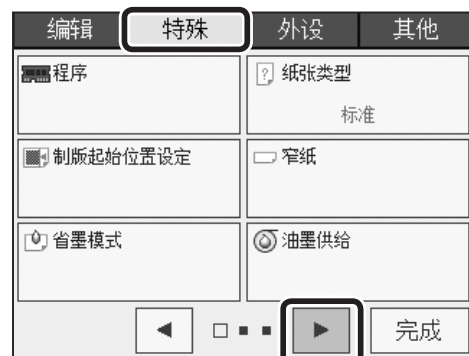 编辑 特殊 外设 其他
程序 纸张类型
标准
制版起始位置设定 窄纸
省墨模式 油墨供给
完成